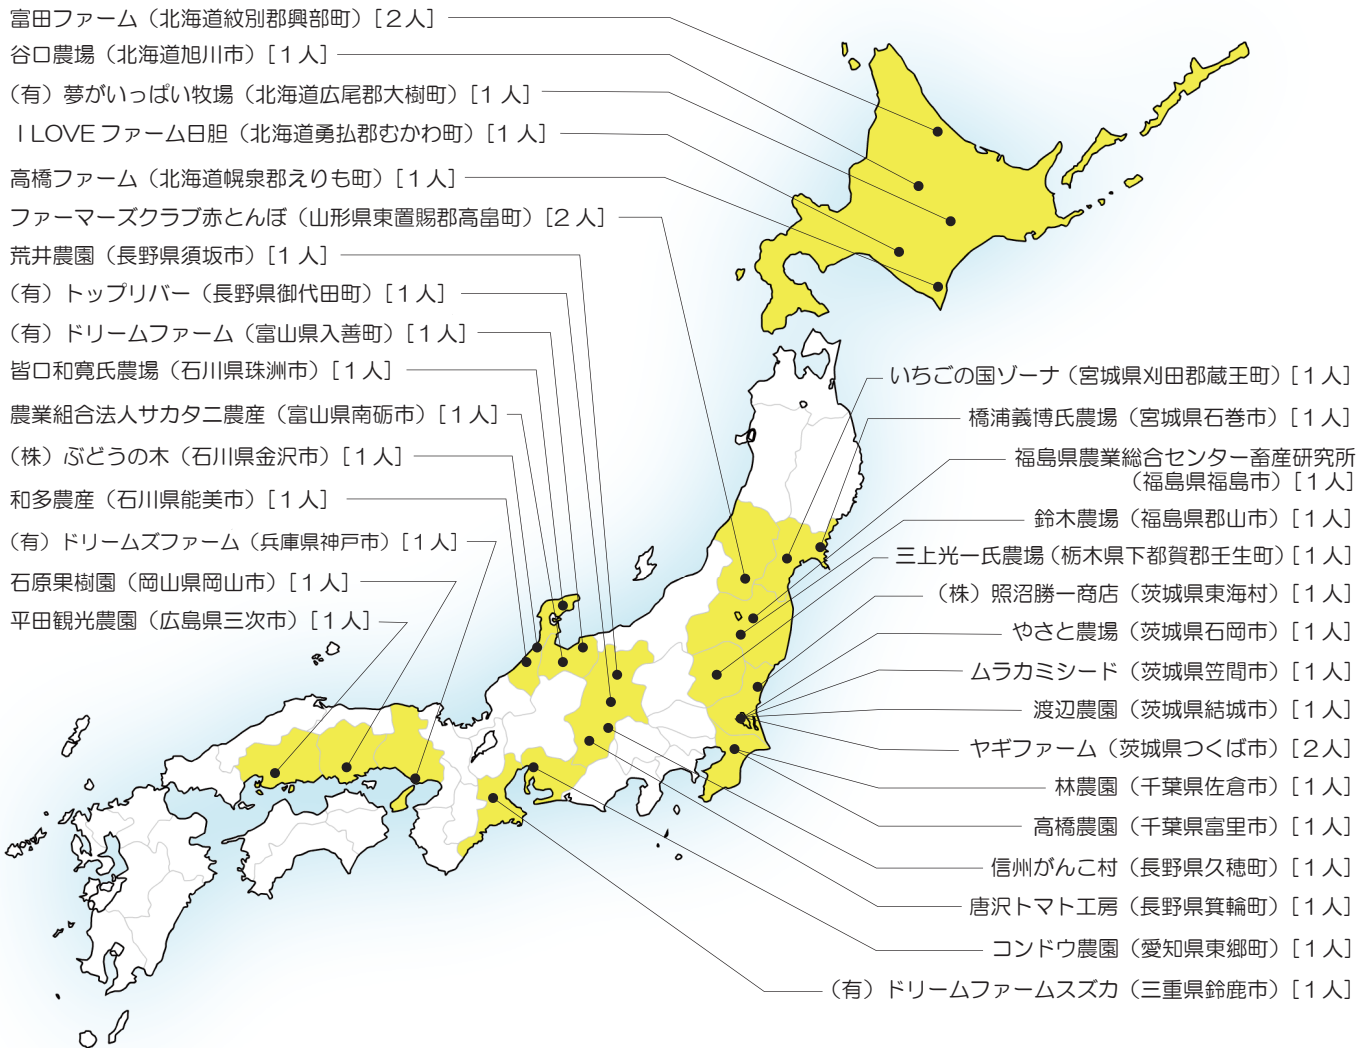 富田ファーム（北海道紋別郡興部町）[２人]
谷口農場（北海道旭川市）[１人]
（有）夢がいっぱい牧場（北海道広尾郡大樹町）[１人]
I LOVE ファーム日胆（北海道勇払郡むかわ町）[１人]
高橋ファーム（北海道幌泉郡えりも町）[１人]
ファーマーズクラブ赤とんぼ（山形県東置賜郡高畠町）[２人]
荒井農園（長野県須坂市）[１人]
（有）トップリバー（長野県御代田町）[１人]
（有）ドリームファーム（富山県入善町）[１人]
皆口和寛氏農場（石川県珠洲市）[１人]
農業組合法人サカタニ農産（富山県南砺市）[１人]
（株）ぶどうの木（石川県金沢市）[１人]
和多農産（石川県能美市）[１人]
（有）ドリームズファーム（兵庫県神戸市）[１人]
石原果樹園（岡山県岡山市）[１人]
平田観光農園（広島県三次市）[１人]
いちごの国ゾーナ（宮城県刈田郡蔵王町）[１人]
橋浦義博氏農場（宮城県石巻市）[１人]
福島県農業総合センター畜産研究所
（福島県福島市）[１人]
鈴木農場（福島県郡山市）[１人]
三上光一氏農場（栃木県下都賀郡壬生町）[１人]
（株）照沼勝一商店（茨城県東海村）[１人]
やさと農場（茨城県石岡市）[１人]
ムラカミシード（茨城県笠間市）[１人]
渡辺農園（茨城県結城市）[１人]
ヤギファーム（茨城県つくば市）[２人]
林農園（千葉県佐倉市）[１人]
高橋農園（千葉県富里市）[１人]
信州がんこ村（長野県久穂町）[１人]
唐沢トマト工房（長野県箕輪町）[１人]
コンドウ農園（愛知県東郷町）[１人]
（有）ドリームファームスズカ（三重県鈴鹿市）[１人]